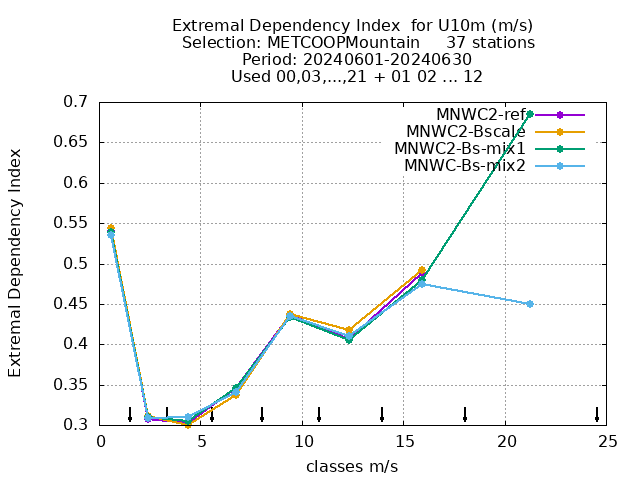 Extremal Dependency Index  for U10m (m/s)
Selection: METCOOPMountain     37 stations
Period: 20240601-20240630
Used 00,03,...,21 + 01 02 ... 12
MNWC2-ref
MNWC2-Bscale
MNWC2-Bs-mix1
MNWC-Bs-mix2
Extremal Dependency Index
0.7
0.65
0.6
0.55
0.5
0.45
0.4
0.35
0.3
0 5 10 15 20 25
classes m/s